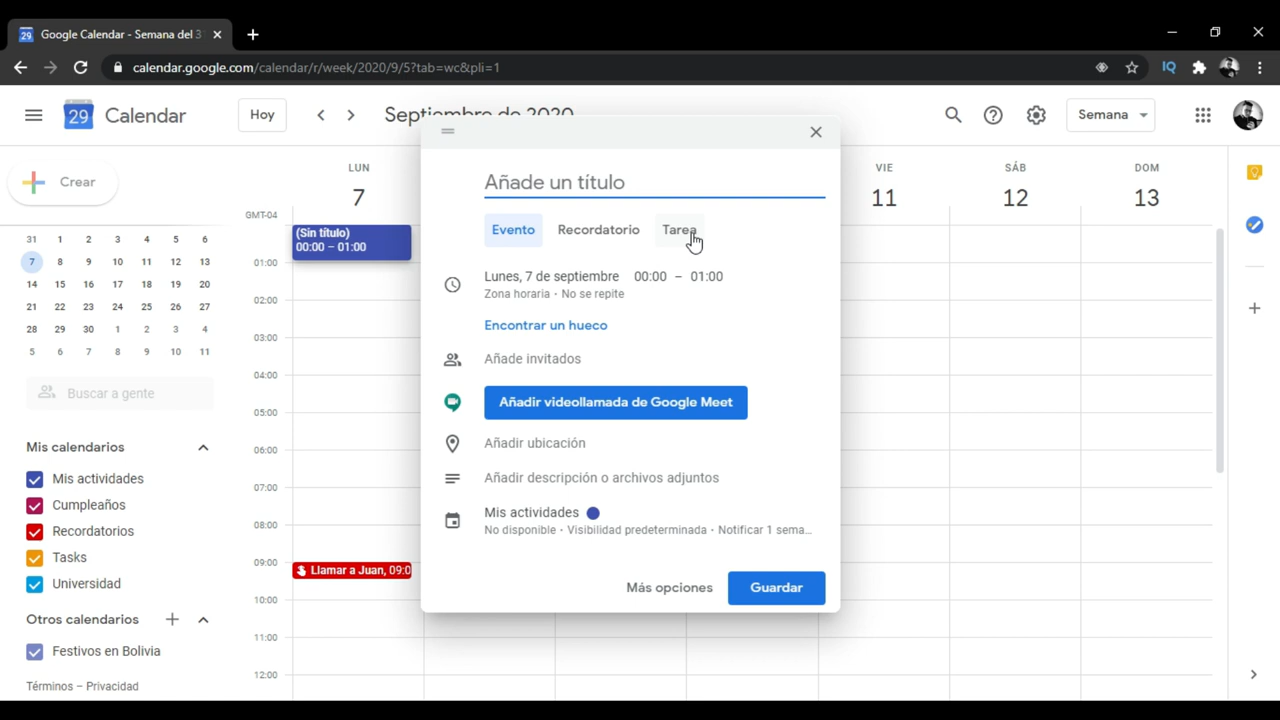 29 Google Calendar - Semana del 3
calendar.google.com/calendar/r/week/2020/9/5?tab=wc&pli=1
IQ
29 Calendar
Hoy
Septiembre de 2020
Semana
Crear
31 1 2 3 4 5 6
7 8 9 10 11 12 13
14 15 16 17 18 19 20
21 22 23 24 25 26 27
28 29 30 1 2 3 4
5 6 7 8 9 10 11
Buscar a gente
Mis calendarios
Mis actividades
Cumpleaños
Recordatorios
Tasks
Universidad
Otros calendarios
Festivos en Bolivia
Términos – Privacidad
LUN
7
VIE
11
SÁB
12
DOM
13
GMT-04
01:00
02:00
03:00
04:00
05:00
06:00
07:00
08:00
09:00
10:00
11:00
12:00
(Sin título)
00:00 – 01:00
Llamar a Juan, 09:0
Añade un título
Evento Recordatorio Tarea
Lunes, 7 de septiembre 00:00 – 01:00
Zona horaria · No se repite
Encontrar un hueco
Añade invitados
Añadir videollamada de Google Meet
Añadir ubicación
Añadir descripción o archivos adjuntos
Mis actividades
No disponible · Visibilidad predeterminada · Notificar 1 sema...
Más opciones
Guardar